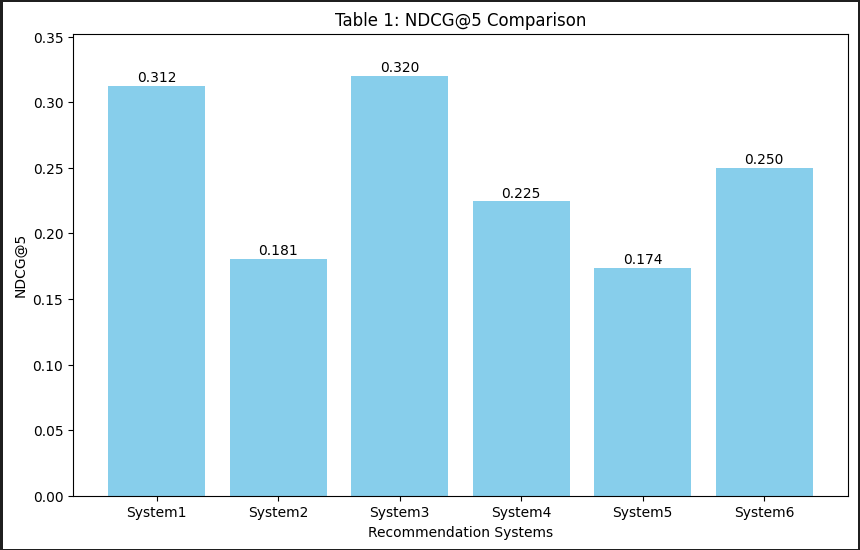 Table 1: NDCG@5 Comparison
NDCG@5
0.35
0.30
0.25
0.20
0.15
0.10
0.05
0.00
0.312
0.181
0.320
0.225
0.174
0.250
System1
System2
System3
System4
System5
System6
Recommendation Systems